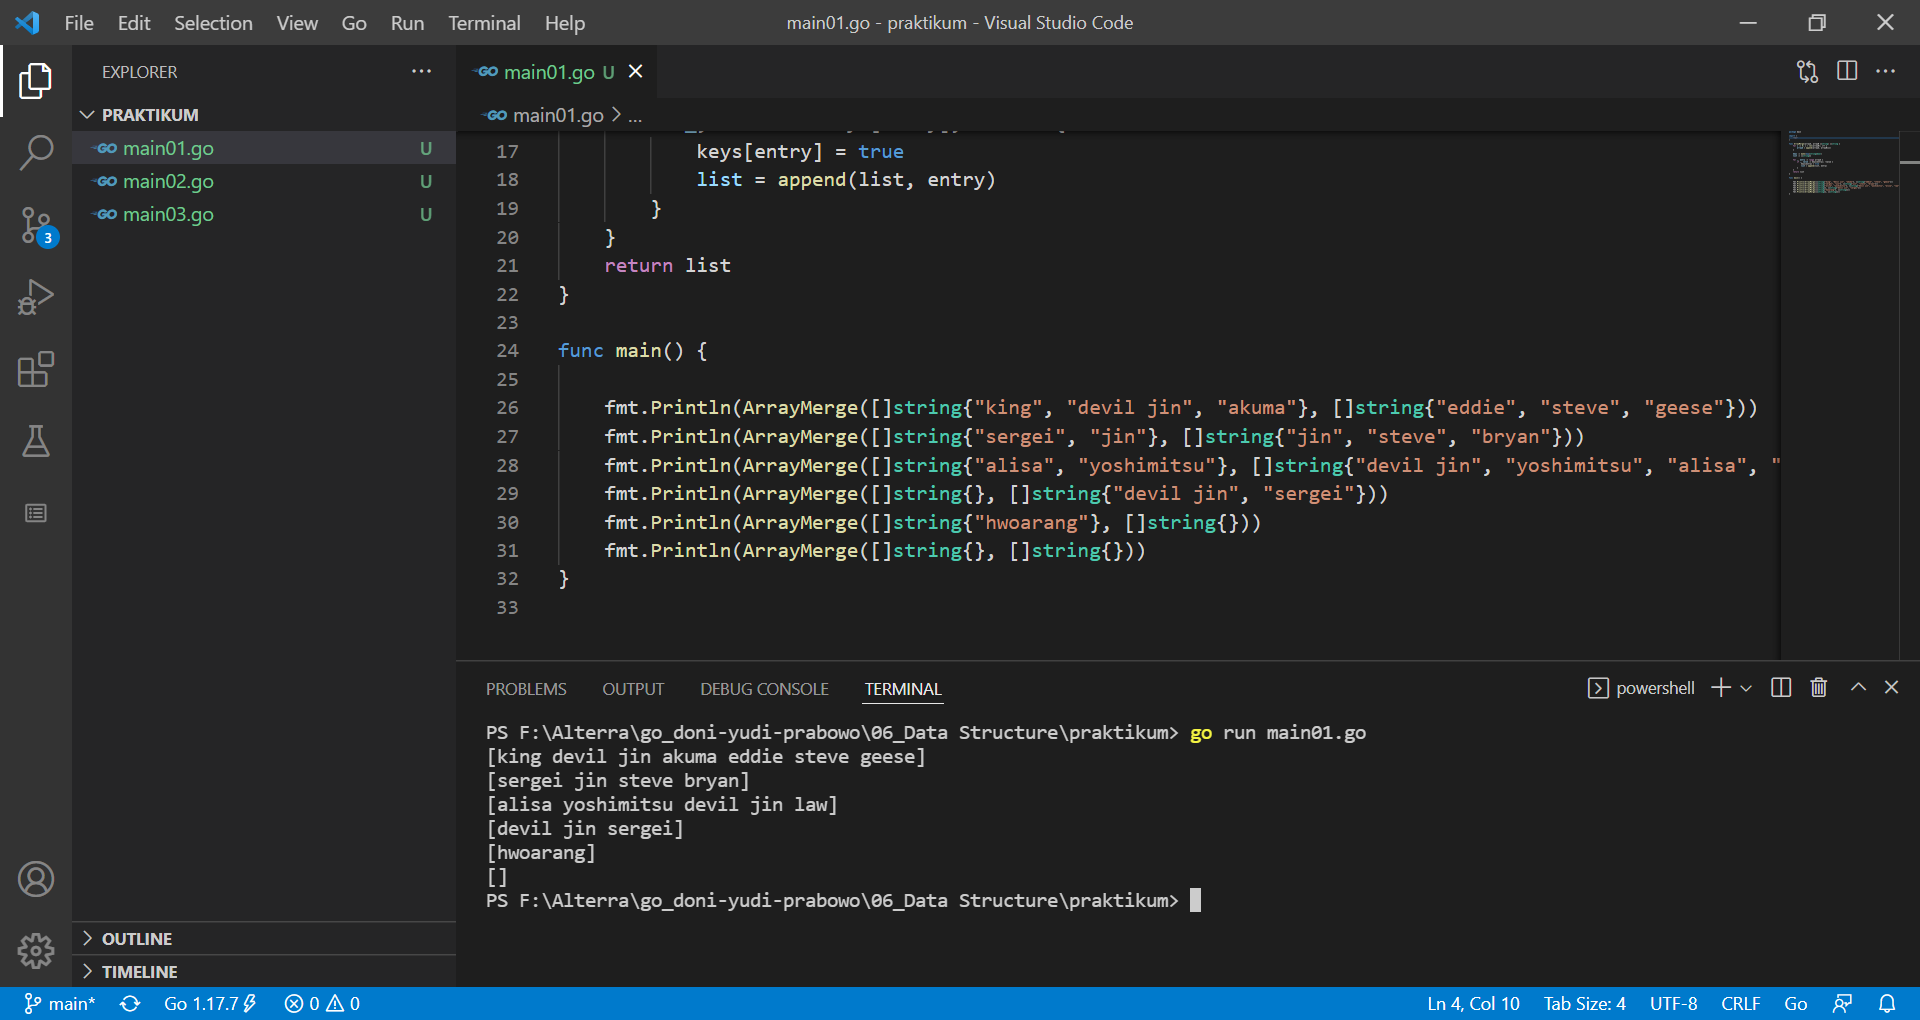 File Edit Selection View Go Run Terminal Help
main01.go - praktikum - Visual Studio Code
EXPLORER
PRAKTIKUM
main01.go U
main02.go U
main03.go U
3
OUTLINE
TIMELINE
main01.go U
main01.go > ...
17 keys[entry] = true
18 list = append(list, entry)
19 }
20 }
21 return list
22 }
23
24 func main() {
25
26 fmt.Println(ArrayMerge([]string{"king", "devil jin", "akuma"}, []string{"eddie", "steve", "geese"}))
27 fmt.Println(ArrayMerge([]string{"sergei", "jin"}, []string{"jin", "steve", "bryan"}))
28 fmt.Println(ArrayMerge([]string{"alisa", "yoshimitsu"}, []string{"devil jin", "yoshimitsu", "alisa", "
29 fmt.Println(ArrayMerge([]string{}, []string{"devil jin", "sergei"}))
30 fmt.Println(ArrayMerge([]string{"hwoarang"}, []string{}))
31 fmt.Println(ArrayMerge([]string{}, []string{}))
32 }
33
PROBLEMS OUTPUT DEBUG CONSOLE TERMINAL
powershell
PS F:\Alterra\go_doni-yudi-prabowo\06_Data Structure\praktikum> go run main01.go
[king devil jin akuma eddie steve geese]
[sergei jin steve bryan]
[alisa yoshimitsu devil jin law]
[devil jin sergei]
[hwoarang]
[]
PS F:\Alterra\go_doni-yudi-prabowo\06_Data Structure\praktikum>
main* Go 1.17.7 0 0
Ln 4, Col 10 Tab Size: 4 UTF-8 CRLF Go